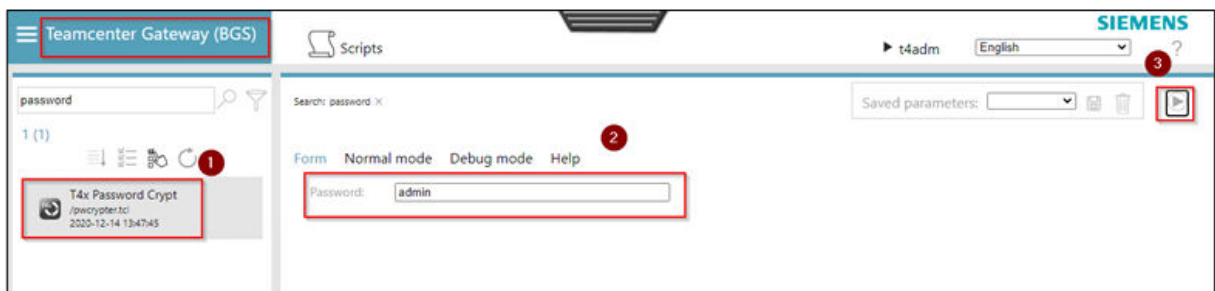 Teamcenter Gateway (BGS)
Scripts
SIEMENS
t4adm
English
?
3
password
Search: password ×
Saved parameters:
1 (1)
1
2
Form Normal mode Debug mode Help
T4x Password Crypt
/pwcrypter.tcl
2020-12-14 13:47:45
Password: admin